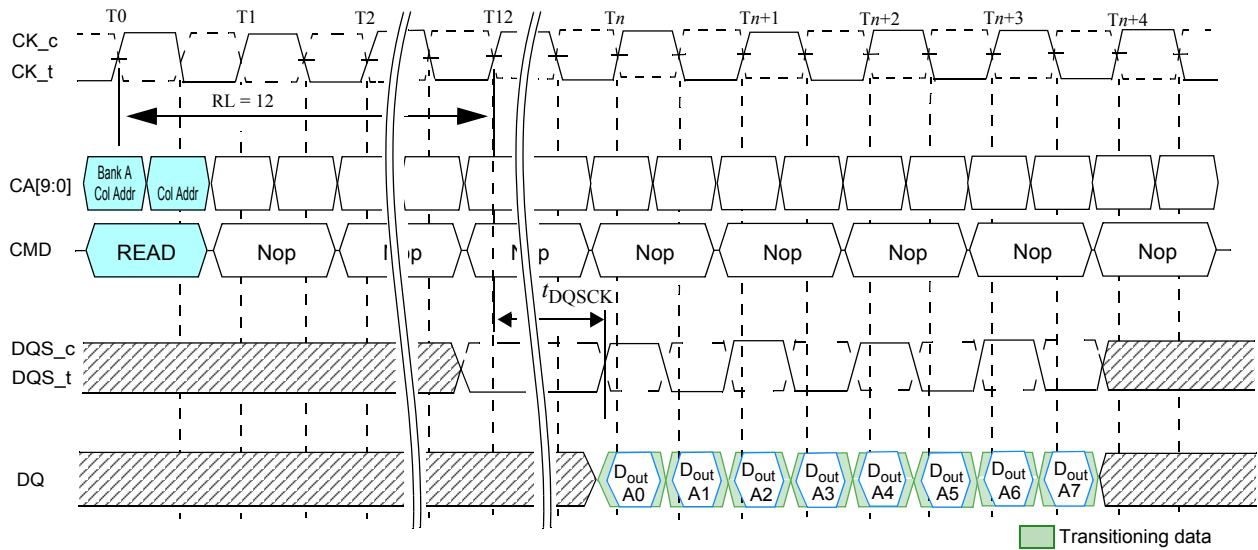 T0 T1 T2 T12 Tn Tn+1 Tn+2 Tn+3 Tn+4
CK_c
CK_t
RL = 12
CA[9:0]
Bank A
Col Addr
Col Addr
CMD
READ Nop Nop Nop Nop Nop Nop Nop Nop
tDQSCK
DQS_c
DQS_t
DQ
Dout Dout Dout Dout Dout Dout Dout Dout
A0 A1 A2 A3 A4 A5 A6 A7
Transitioning data